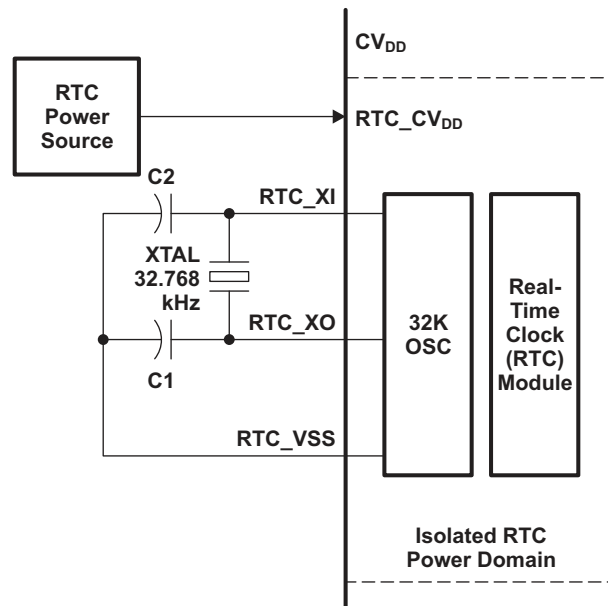 CVDD
RTC
Power
Source
RTC_CVDD
C2
RTC_XI
XTAL
32.768
kHz
RTC_XO
C1
RTC_VSS
32K
OSC
Real-
Time
Clock
(RTC)
Module
Isolated RTC
Power Domain